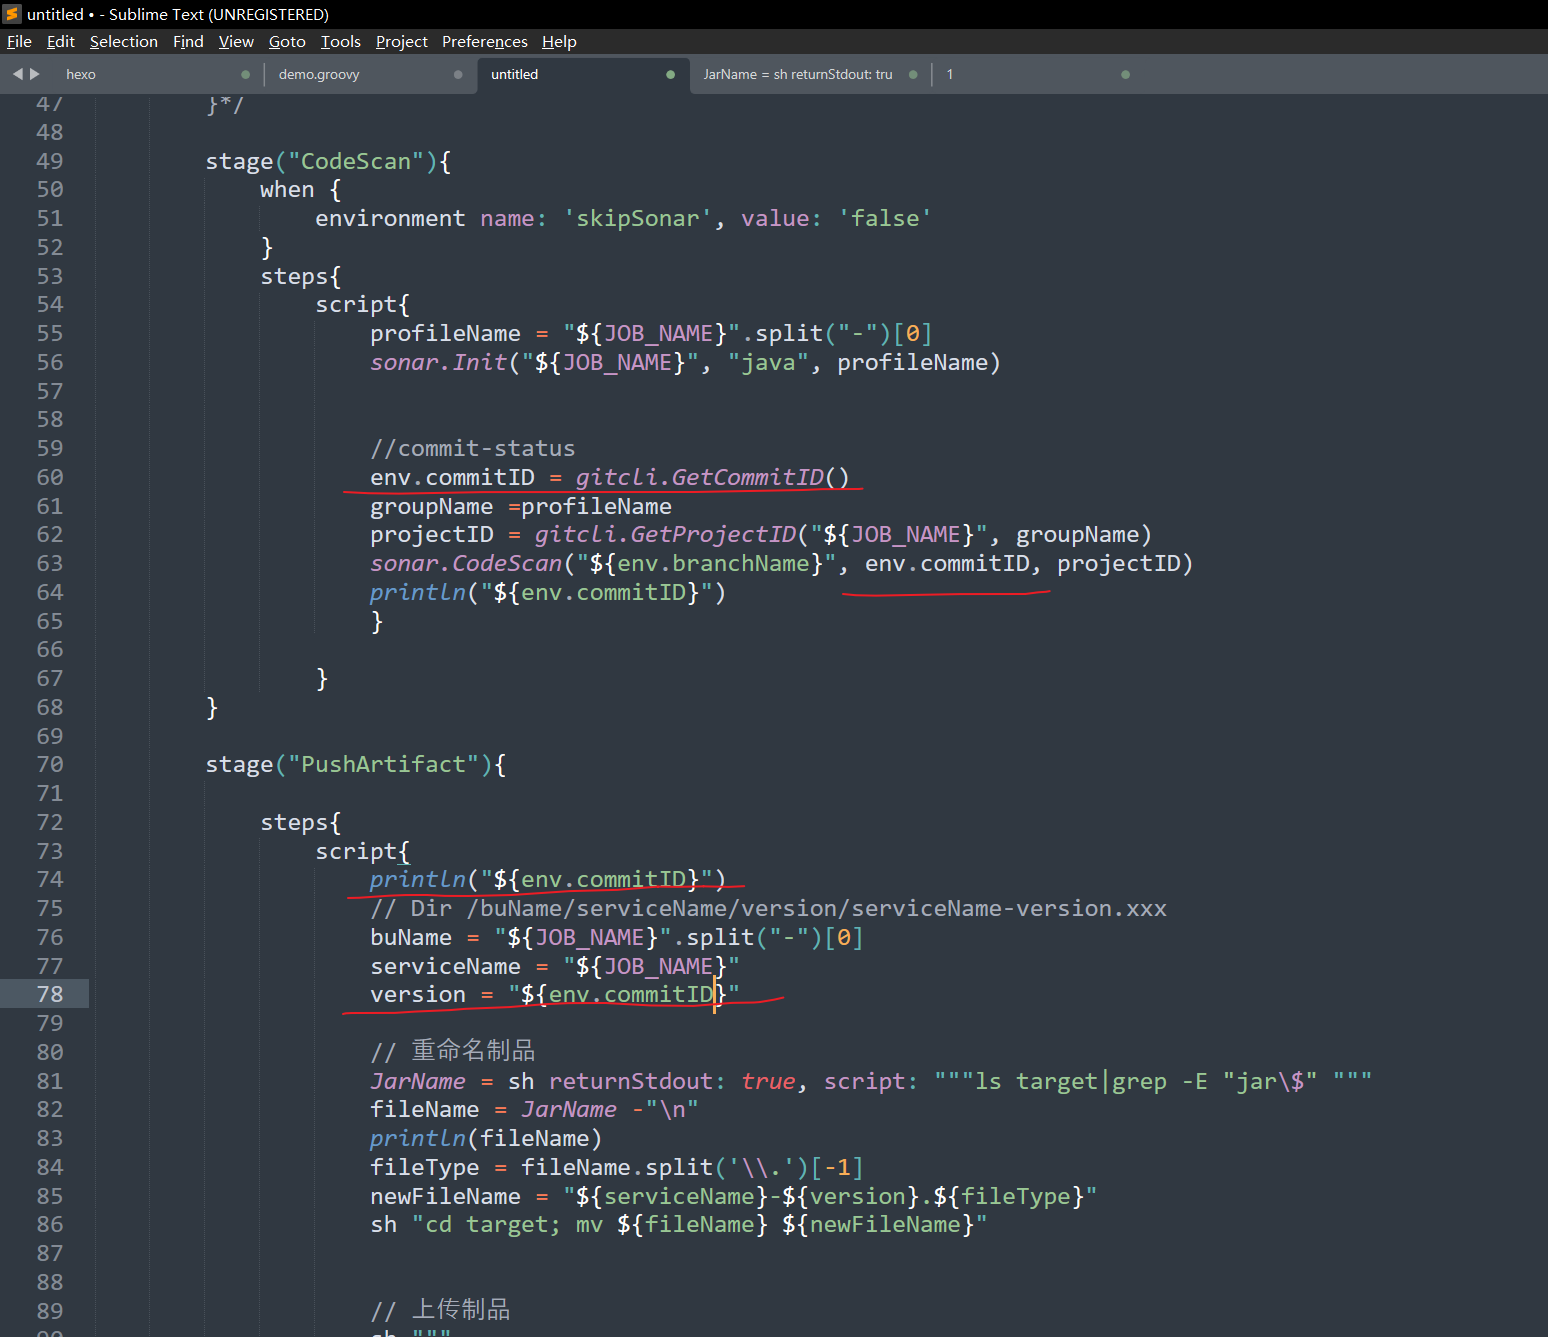 untitled • - Sublime Text (UNREGISTERED)
File Edit Selection Find View Goto Tools Project Preferences Help
hexo demo.groovy untitled JarName = sh returnStdout: tru 1
47 }*/
48
49 stage("CodeScan"){
50 when {
51 environment name: 'skipSonar', value: 'false'
52 }
53 steps{
54 script{
55 profileName = "${JOB_NAME}".split("-")[0]
56 sonar.Init("${JOB_NAME}", "java", profileName)
57
58
59 //commit-status
60 env.commitID = gitcli.GetCommitID()
61 groupName =profileName
62 projectID = gitcli.GetProjectID("${JOB_NAME}", groupName)
63 sonar.CodeScan("${env.branchName}", env.commitID, projectID)
64 println("${env.commitID}")
65 }
66
67 }
68 }
69
70 stage("PushArtifact"){
71
72 steps{
73 script{
74 println("${env.commitID}")
75 // Dir /buName/serviceName/version/serviceName-version.xxx
76 buName = "${JOB_NAME}".split("-")[0]
77 serviceName = "${JOB_NAME}"
78 version = "${env.commitID}"
79
80 // 重命名制品
81 JarName = sh returnStdout: true, script: """ls target|grep -E "jar\$" """
82 fileName = JarName -"\n"
83 println(fileName)
84 fileType = fileName.split('\\.')[-1]
85 newFileName = "${serviceName}-${version}.${fileType}"
86 sh "cd target; mv ${fileName} ${newFileName}"
87
88
89 // 上传制品
90 sh """